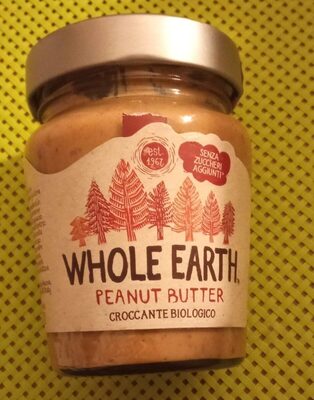 est.
1967
SENZA
ZUCCHERI
AGGIUNTI*
WHOLE EARTH
PEANUT BUTTER
CROCCANTE BIOLOGICO